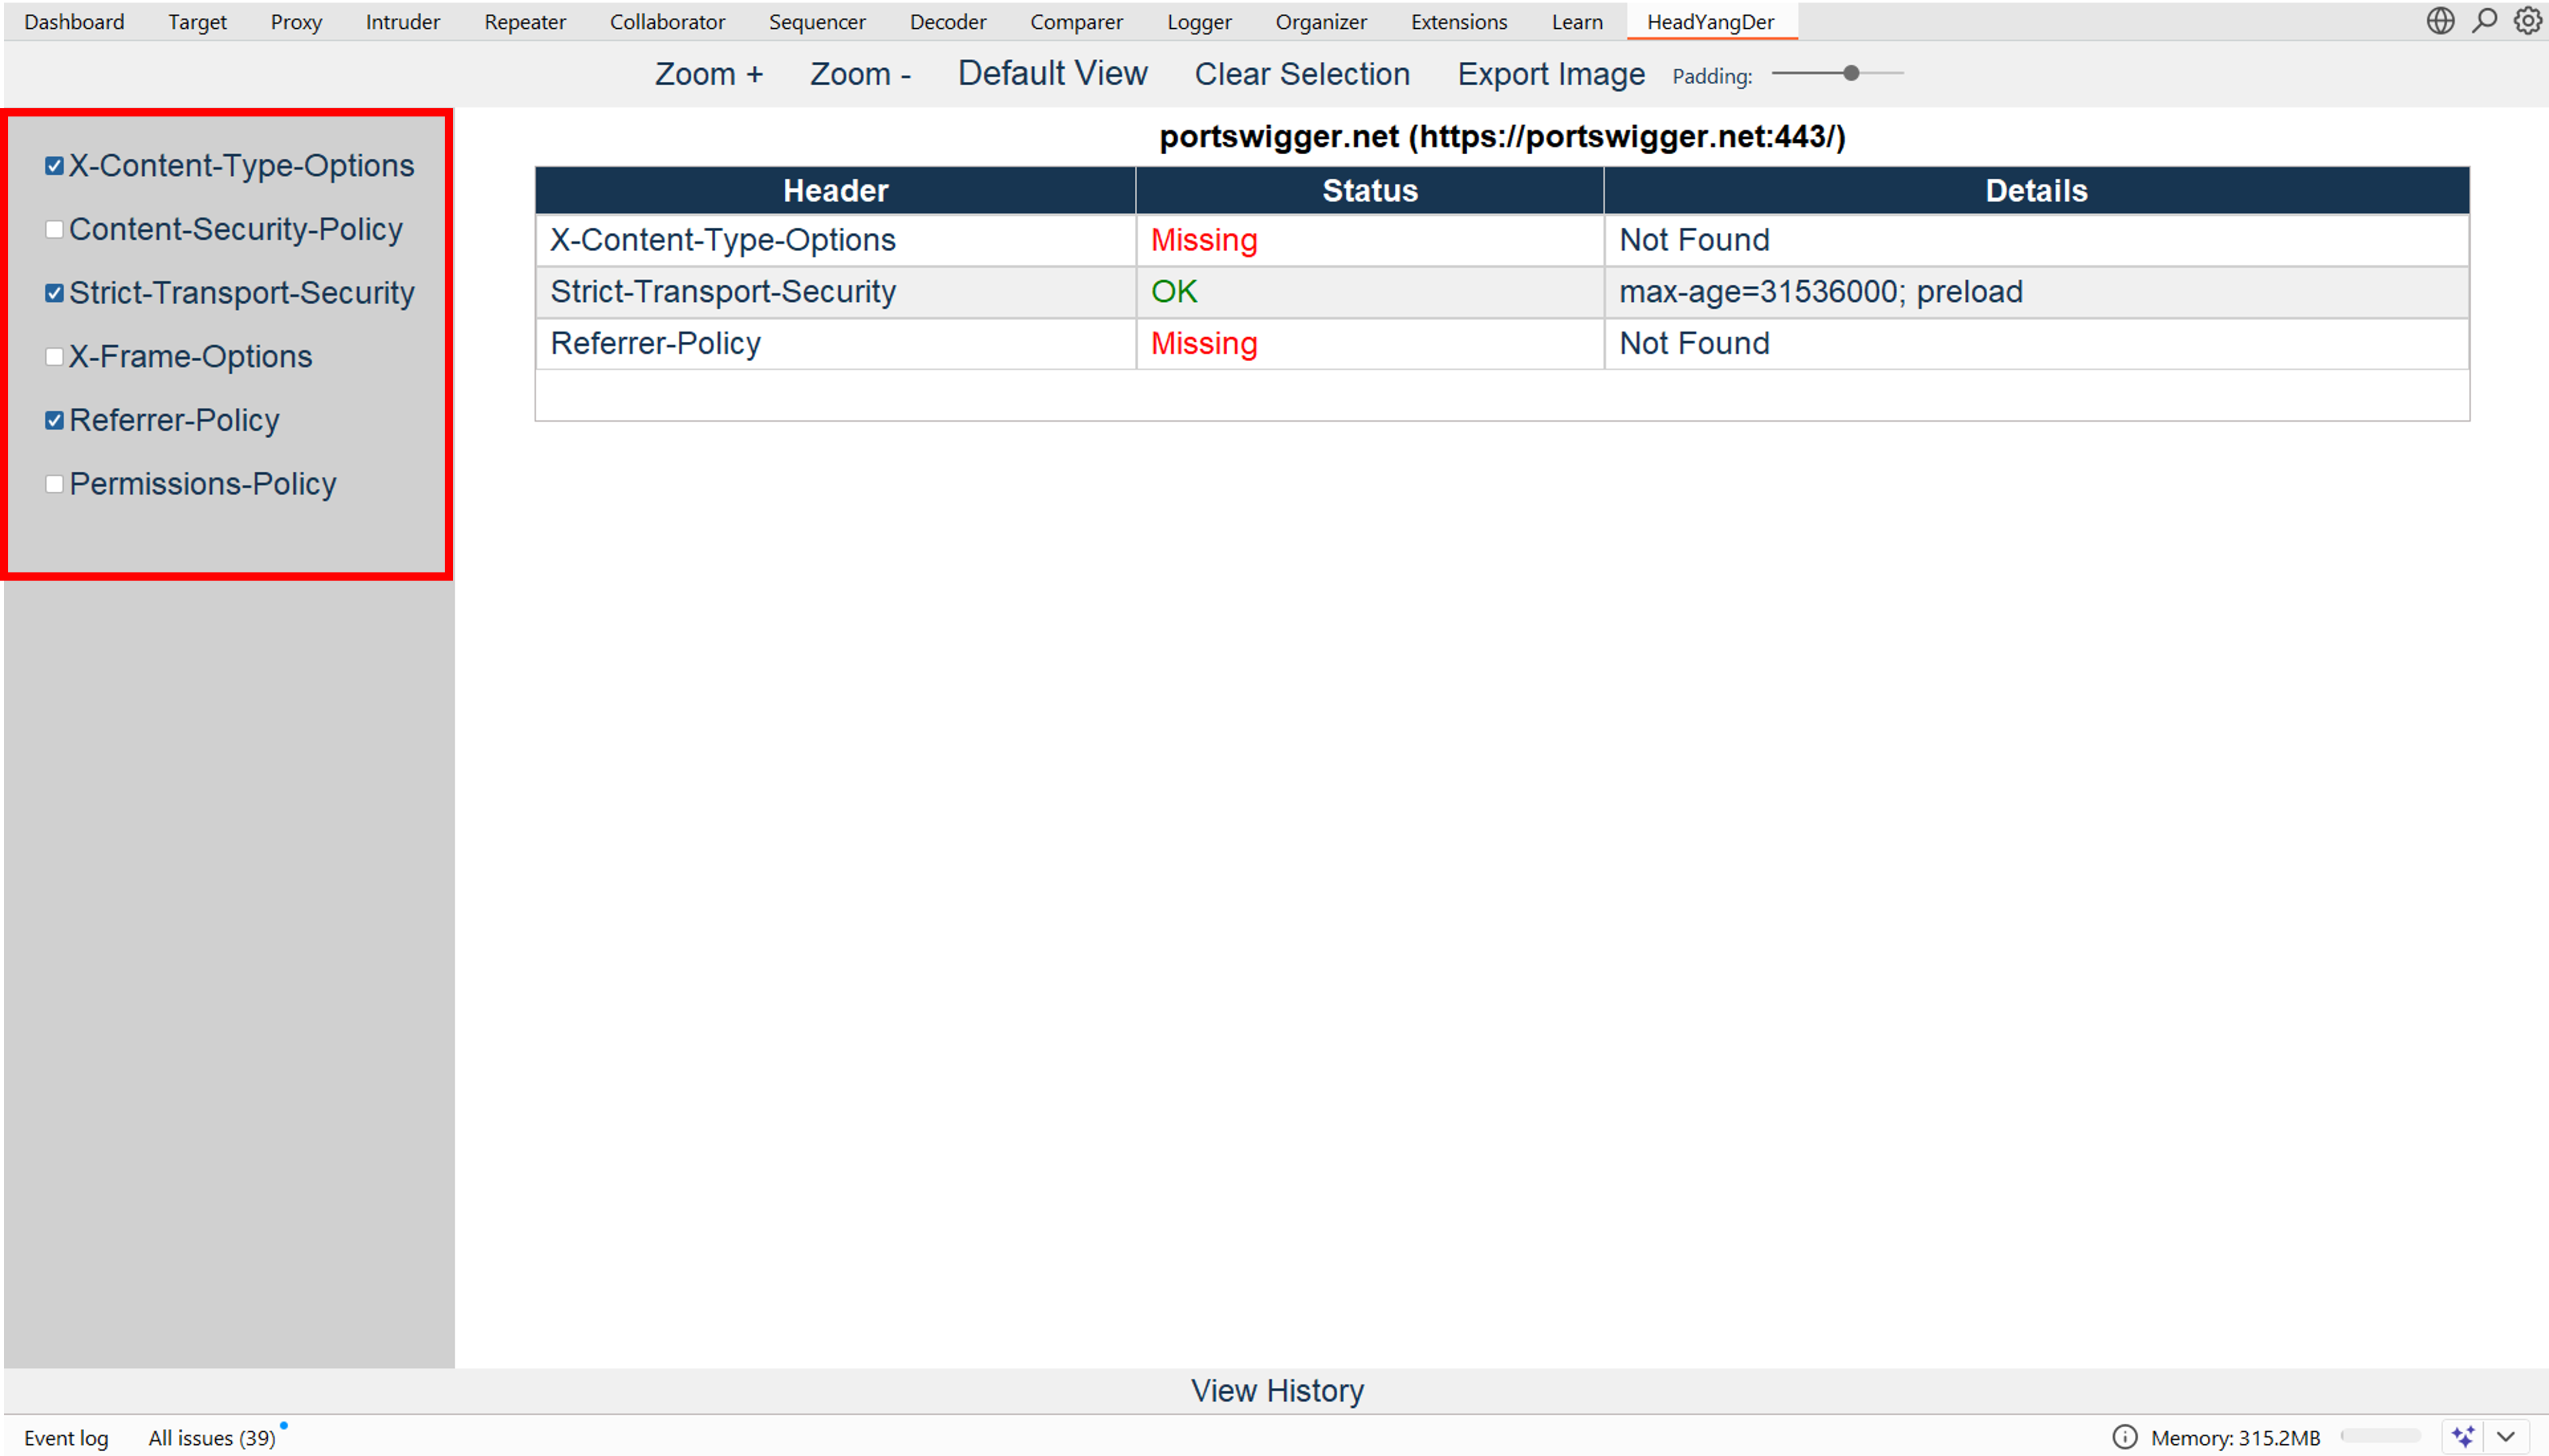 Dashboard Target Proxy Intruder Repeater Collaborator Sequencer Decoder Comparer Logger Organizer Extensions Learn HeadYangDer
Zoom + Zoom - Default View Clear Selection Export Image Padding:
X-Content-Type-Options
Content-Security-Policy
Strict-Transport-Security
X-Frame-Options
Referrer-Policy
Permissions-Policy
portswigger.net (https://portswigger.net:443/)
Header Status Details
X-Content-Type-Options Missing Not Found
Strict-Transport-Security OK max-age=31536000; preload
Referrer-Policy Missing Not Found
View History
Event log All issues (39) Memory: 315.2MB